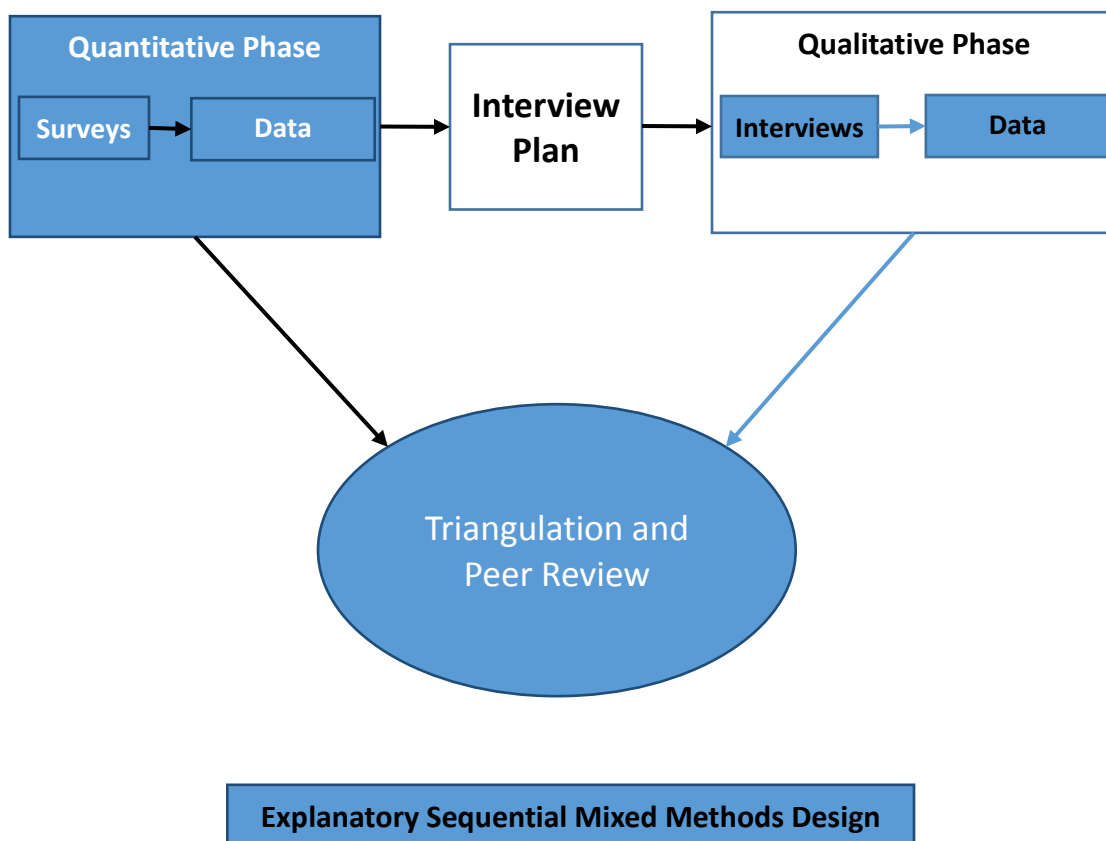 Quantitative Phase
Surveys
Data
Interview
Plan
Qualitative Phase
Interviews
Data
Triangulation and
Peer Review
Explanatory Sequential Mixed Methods Design